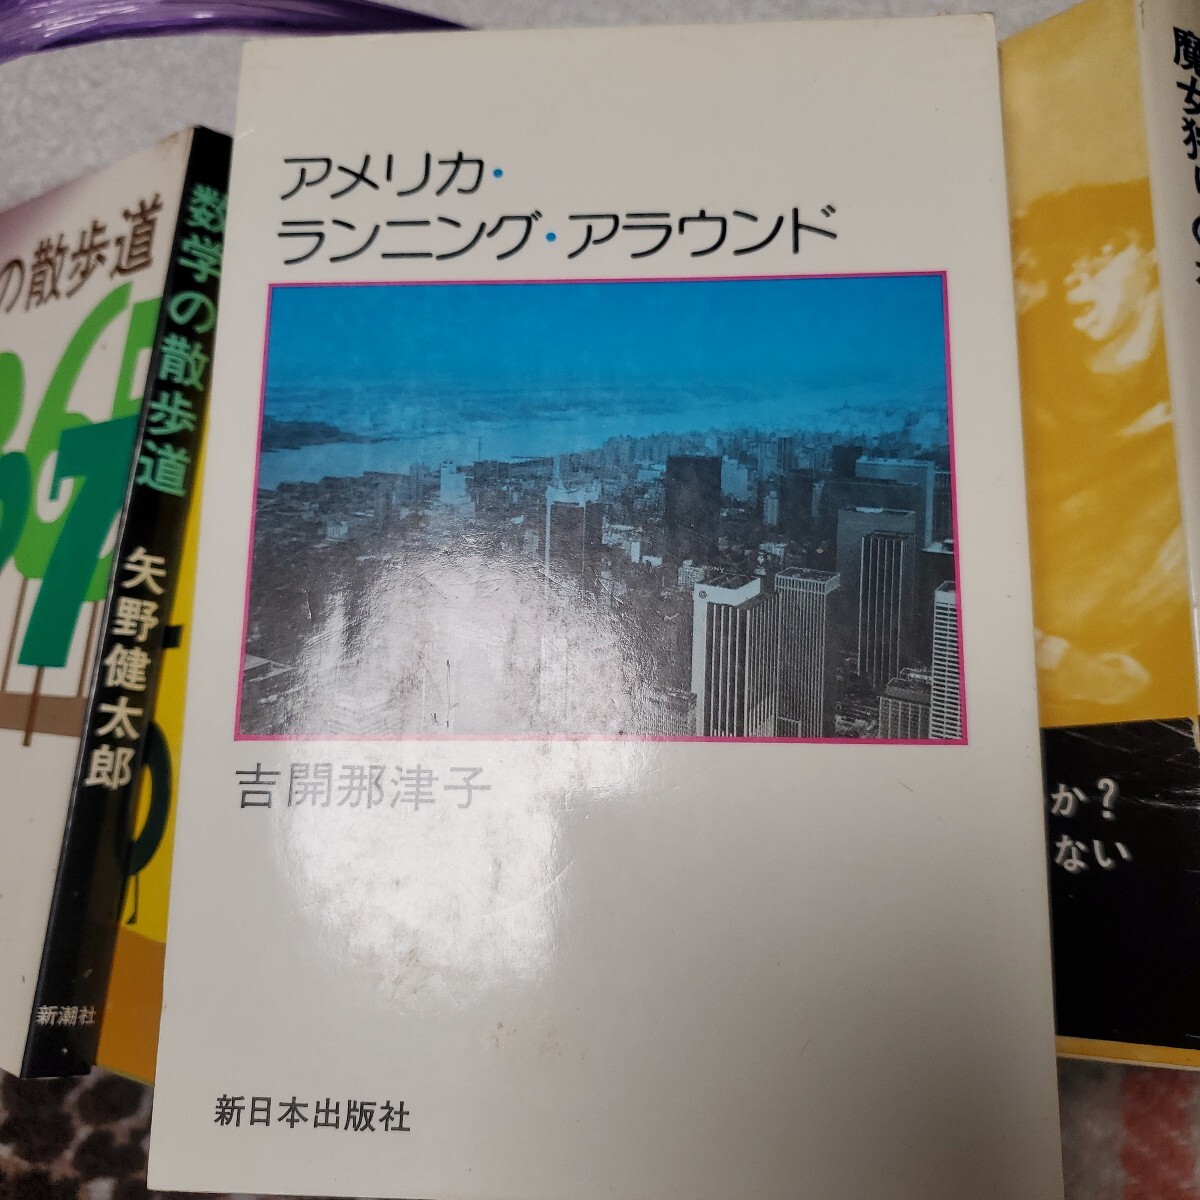 アメリカ・
ランニング・アラウンド
吉開那津子
新日本出版社
の散歩道
数学の散歩道
矢野健太郎
新潮社
魔女狩りの
か？
ない